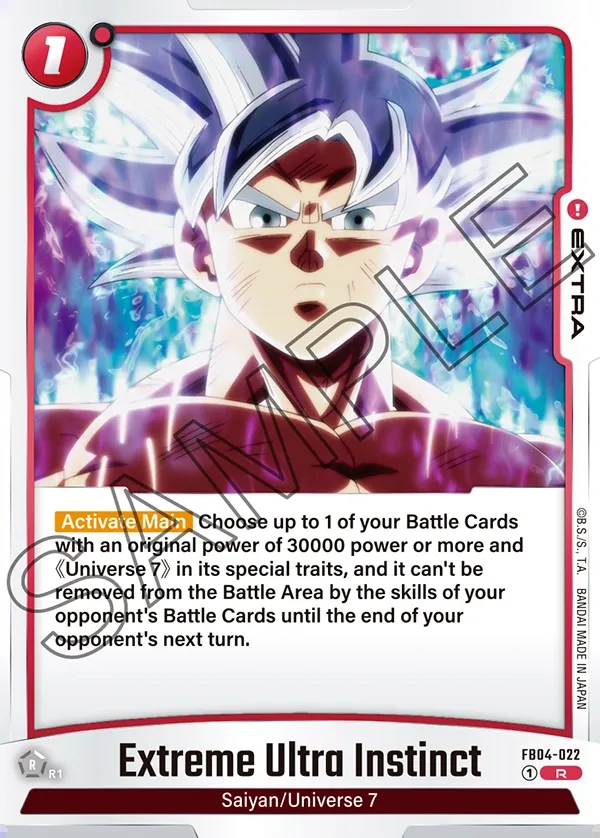 1
! EXTRA
Activate Main Choose up to 1 of your Battle Cards
with an original power of 30000 power or more and
《Universe 7》 in its special traits, and it can't be
removed from the Battle Area by the skills of your
opponent's Battle Cards until the end of your
opponent's next turn.
SAMPLE
©B.S./S., T.A. BANDAI MADE IN JAPAN
R R1
Extreme Ultra Instinct
FB04-022
1 R
Saiyan/Universe 7